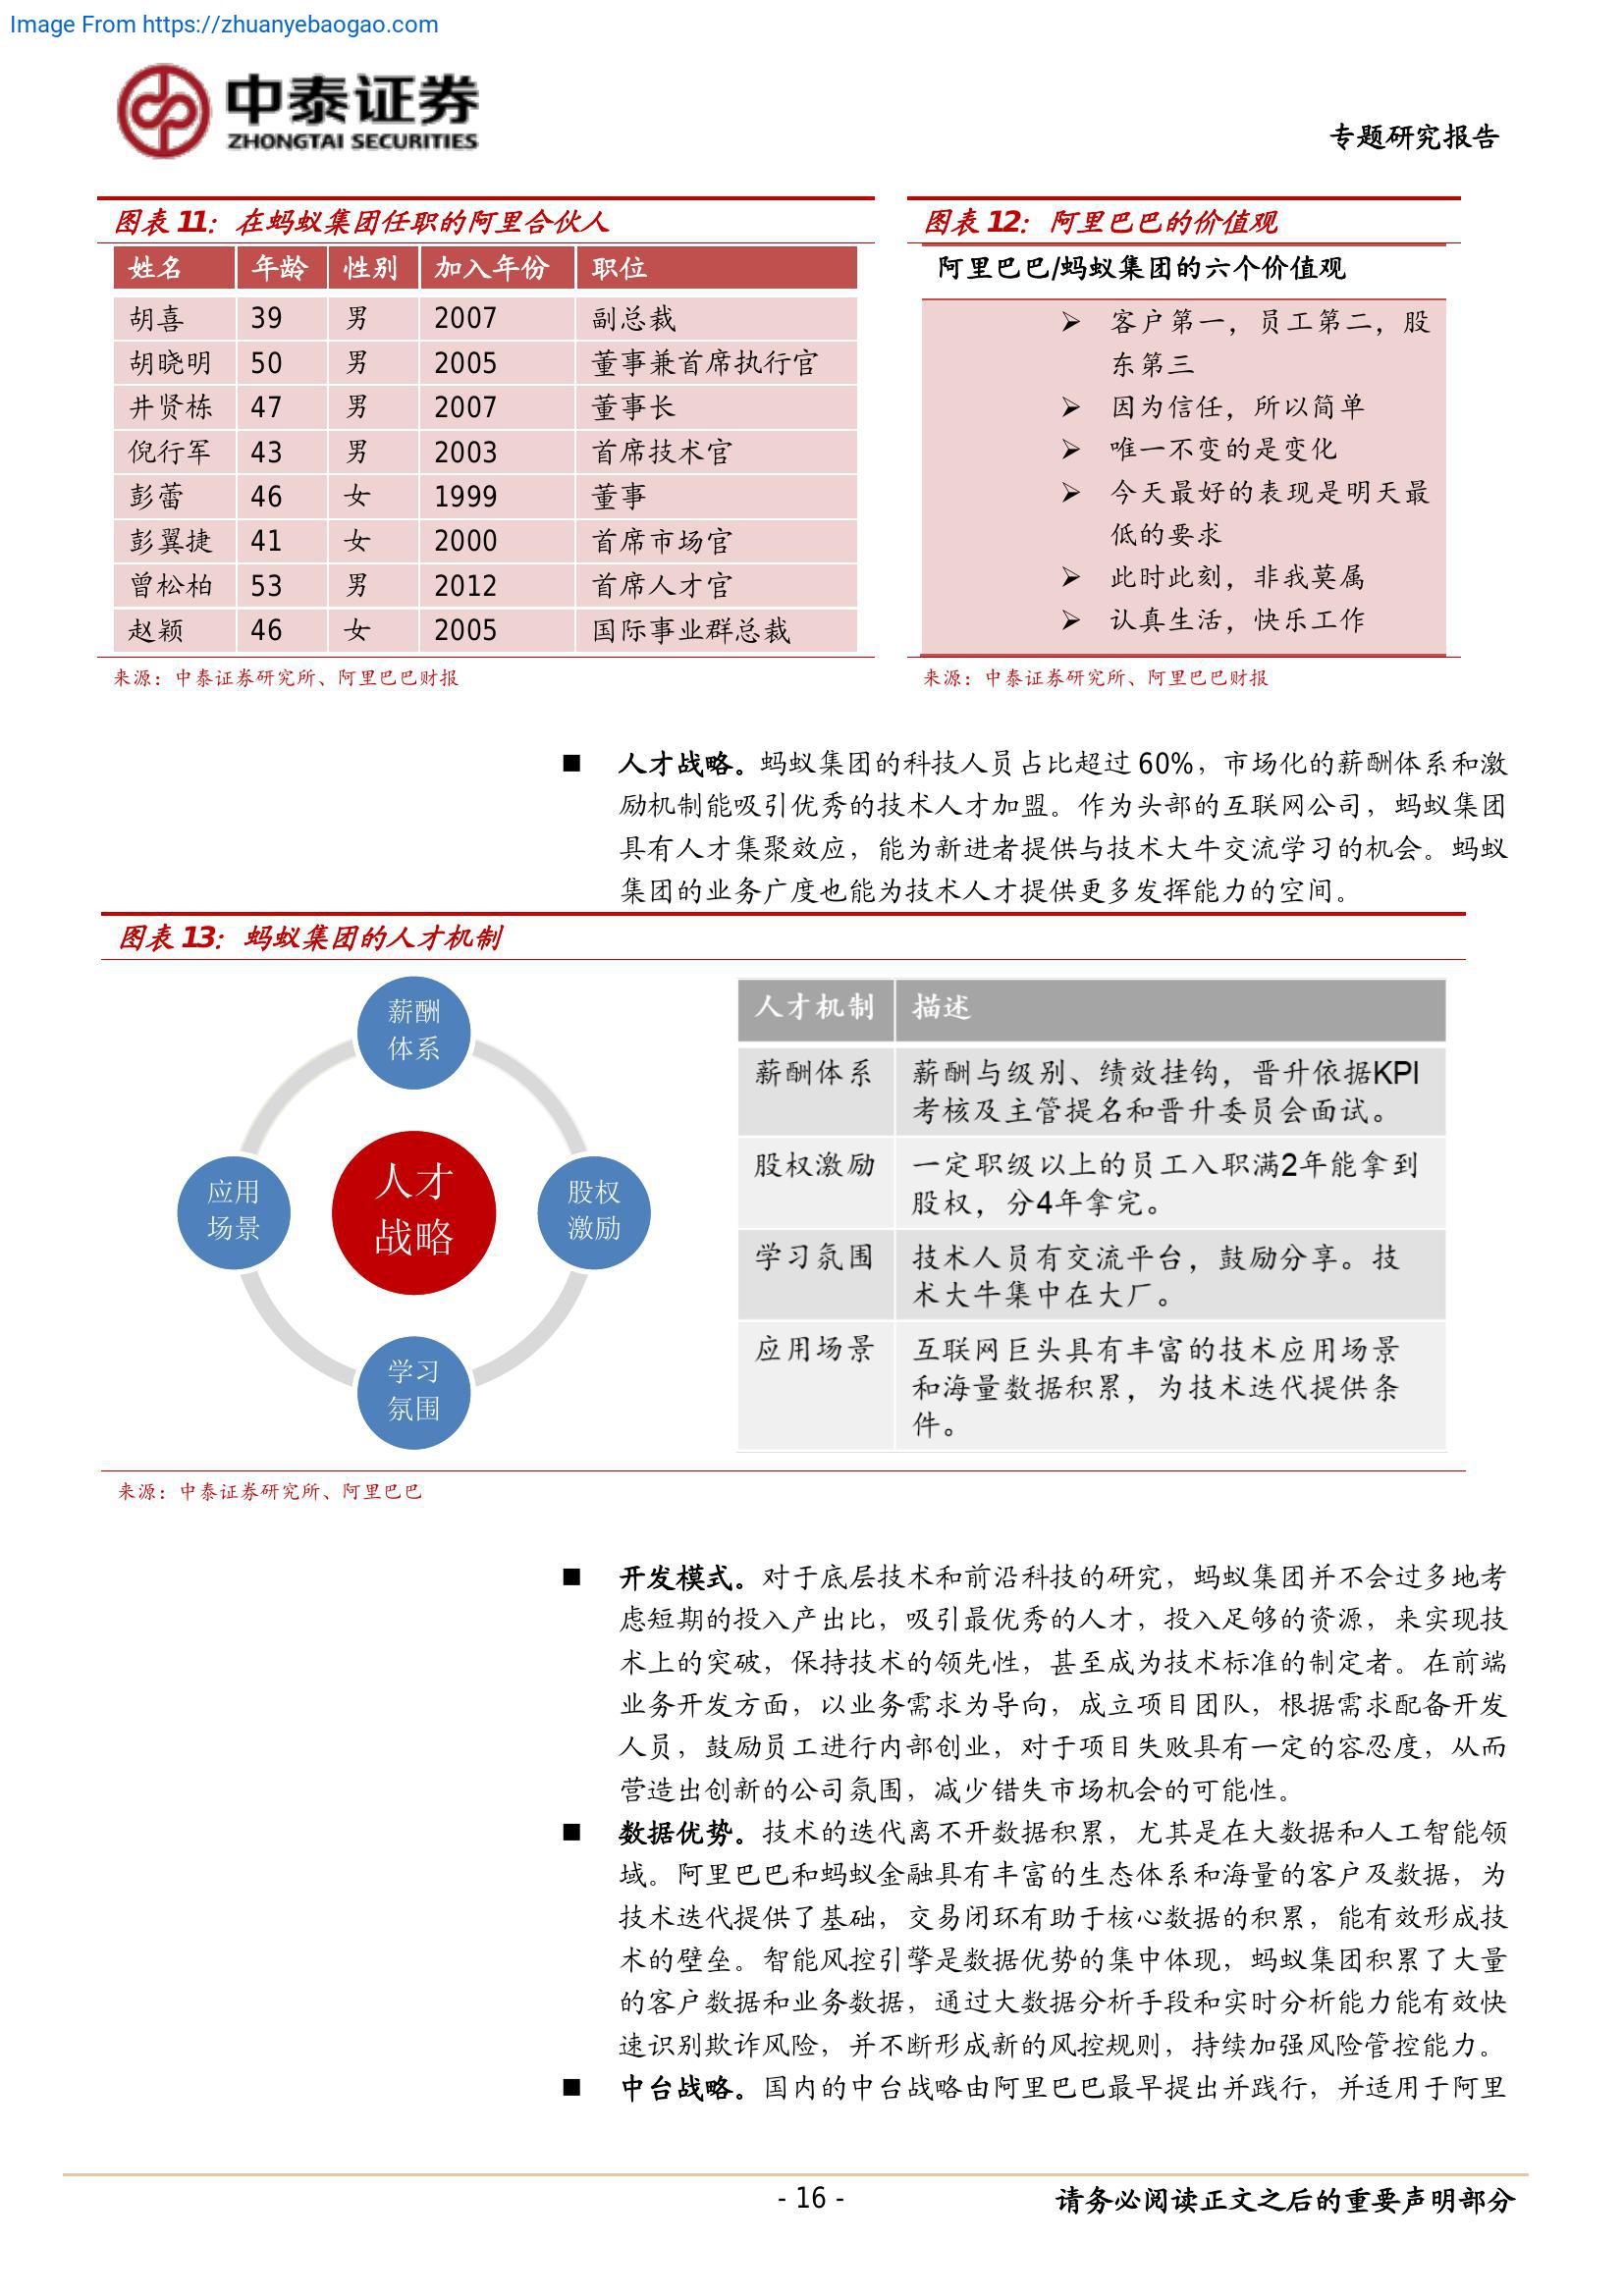 Image From https://zhuanyebaogao.com
中泰证券
ZHONGTAI SECURITIES
专题研究报告
图表 11：在蚂蚁集团任职的阿里合伙人
姓名 年龄 性别 加入年份 职位
胡喜 39 男 2007 副总裁
胡晓明 50 男 2005 董事兼首席执行官
井贤栋 47 男 2007 董事长
倪行军 43 男 2003 首席技术官
彭蕾 46 女 1999 董事
彭翼捷 41 女 2000 首席市场官
曾松柏 53 男 2012 首席人才官
赵颖 46 女 2005 国际事业群总裁
来源：中泰证券研究所、阿里巴巴财报
图表 12：阿里巴巴的价值观
阿里巴巴/蚂蚁集团的六个价值观
➢ 客户第一，员工第二，股
东第三
➢ 因为信任，所以简单
➢ 唯一不变的是变化
➢ 今天最好的表现是明天最
低的要求
➢ 此时此刻，非我莫属
➢ 认真生活，快乐工作
来源：中泰证券研究所、阿里巴巴财报
■ 人才战略。蚂蚁集团的科技人员占比超过 60%，市场化的薪酬体系和激
励机制能吸引优秀的技术人才加盟。作为头部的互联网公司，蚂蚁集团
具有人才集聚效应，能为新进者提供与技术大牛交流学习的机会。蚂蚁
集团的业务广度也能为技术人才提供更多发挥能力的空间。
图表 13：蚂蚁集团的人才机制
薪酬
体系
应用
场景
人才
战略
股权
激励
学习
氛围
人才机制 描述
薪酬体系 薪酬与级别、绩效挂钩，晋升依据KPI
考核及主管提名和晋升委员会面试。
股权激励 一定职级以上的员工入职满2年能拿到
股权，分4年拿完。
学习氛围 技术人员有交流平台，鼓励分享。技
术大牛集中在大厂。
应用场景 互联网巨头具有丰富的技术应用场景
和海量数据积累，为技术迭代提供条
件。
来源：中泰证券研究所、阿里巴巴
■ 开发模式。对于底层技术和前沿科技的研究，蚂蚁集团并不会过多地考
虑短期的投入产出比，吸引最优秀的人才，投入足够的资源，来实现技
术上的突破，保持技术的领先性，甚至成为技术标准的制定者。在前端
业务开发方面，以业务需求为导向，成立项目团队，根据需求配备开发
人员，鼓励员工进行内部创业，对于项目失败具有一定的容忍度，从而
营造出创新的公司氛围，减少错失市场机会的可能性。
■ 数据优势。技术的迭代离不开数据积累，尤其是在大数据和人工智能领
域。阿里巴巴和蚂蚁金融具有丰富的生态体系和海量的客户及数据，为
技术迭代提供了基础，交易闭环有助于核心数据的积累，能有效形成技
术的壁垒。智能风控引擎是数据优势的集中体现，蚂蚁集团积累了大量
的客户数据和业务数据，通过大数据分析手段和实时分析能力能有效快
速识别欺诈风险，并不断形成新的风控规则，持续加强风险管控能力。
■ 中台战略。国内的中台战略由阿里巴巴最早提出并践行，并适用于阿里
- 16 -
请务必阅读正文之后的重要声明部分